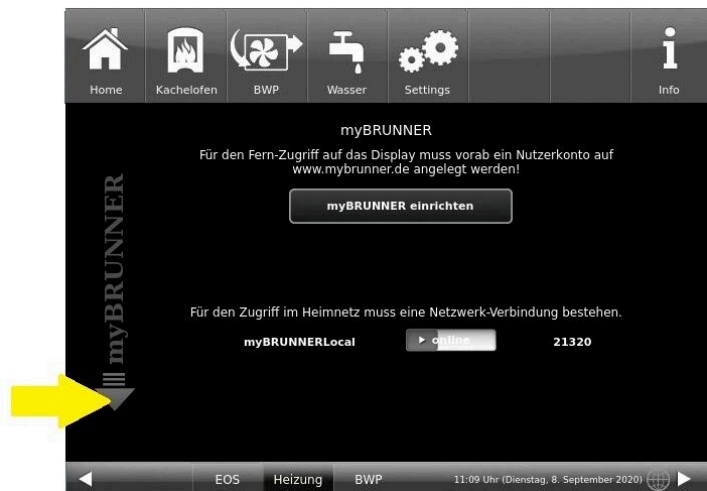 Home
Kachelofen
BWP
Wasser
Settings
Info
myBRUNNER
Für den Fern-Zugriff auf das Display muss vorab ein Nutzerkonto auf
www.mybrunner.de angelegt werden!
myBRUNNER einrichten
myBRUNNER
Für den Zugriff im Heimnetz muss eine Netzwerk-Verbindung bestehen.
myBRUNNERLocal online 21320
EOS Heizung BWP 11:09 Uhr (Dienstag, 8. September 2020)